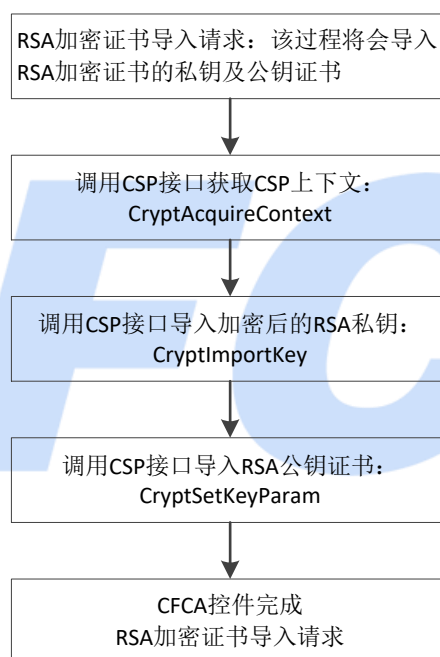 RSA加密证书导入请求：该过程将会导入
RSA加密证书的私钥及公钥证书
调用CSP接口获取CSP上下文：
CryptAcquireContext
调用CSP接口导入加密后的RSA私钥：
CryptImportKey
调用CSP接口导入RSA公钥证书：
CryptSetKeyParam
CFCA控件完成
RSA加密证书导入请求